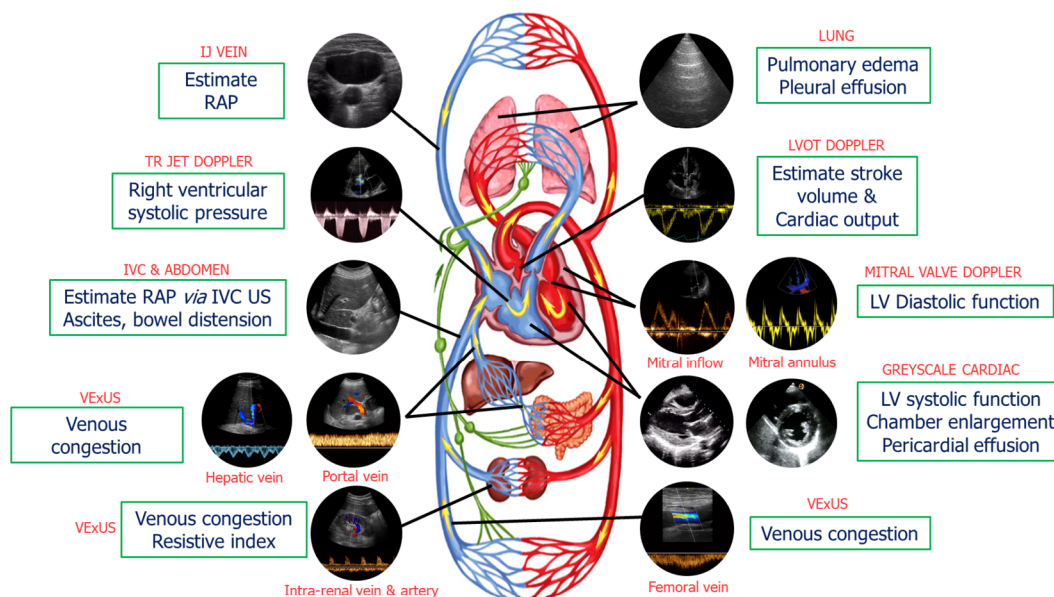 IJ VEIN
Estimate
RAP
TR JET DOPPLER
Right ventricular
systolic pressure
IVC & ABDOMEN
Estimate RAP via IVC US
Ascites, bowel distension
VExUS
Venous
congestion
Hepatic vein
Portal vein
VExUS
Venous congestion
Resistive index
Intra-renal vein & artery
LUNG
Pulmonary edema
Pleural effusion
LVOT DOPPLER
Estimate stroke
volume &
Cardiac output
MITRAL VALVE DOPPLER
LV Diastolic function
Mitral inflow
Mitral annulus
GREYSCALE CARDIAC
LV systolic function
Chamber enlargement
Pericardial effusion
VExUS
Venous congestion
Femoral vein